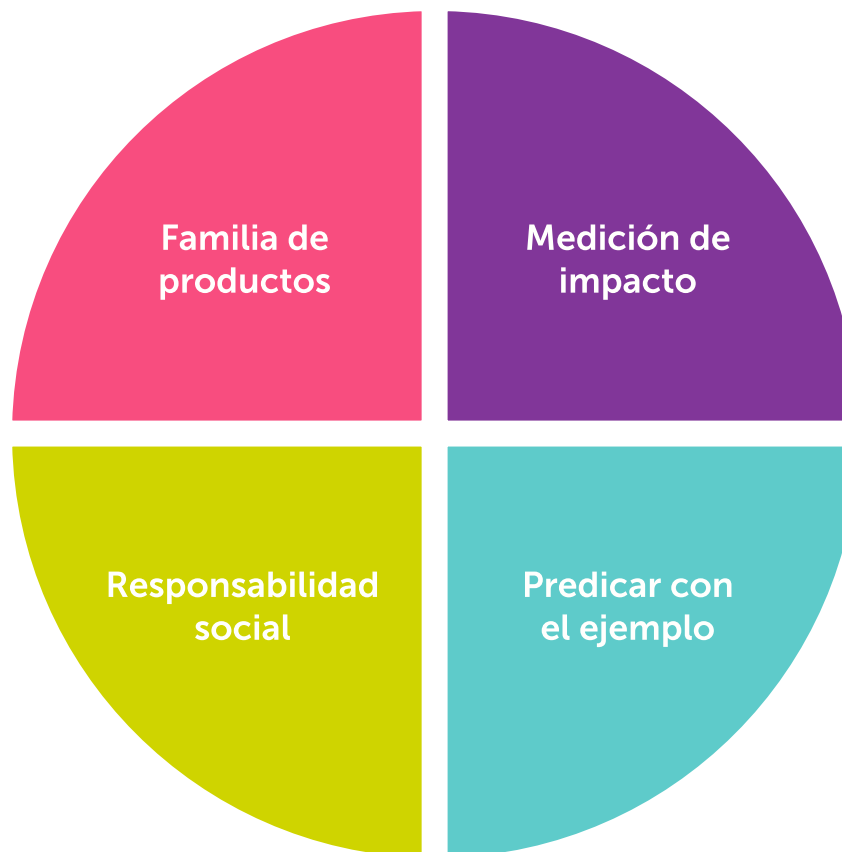 Familia de
productos
Medición de
impacto
Responsabilidad
social
Predicar con
el ejemplo